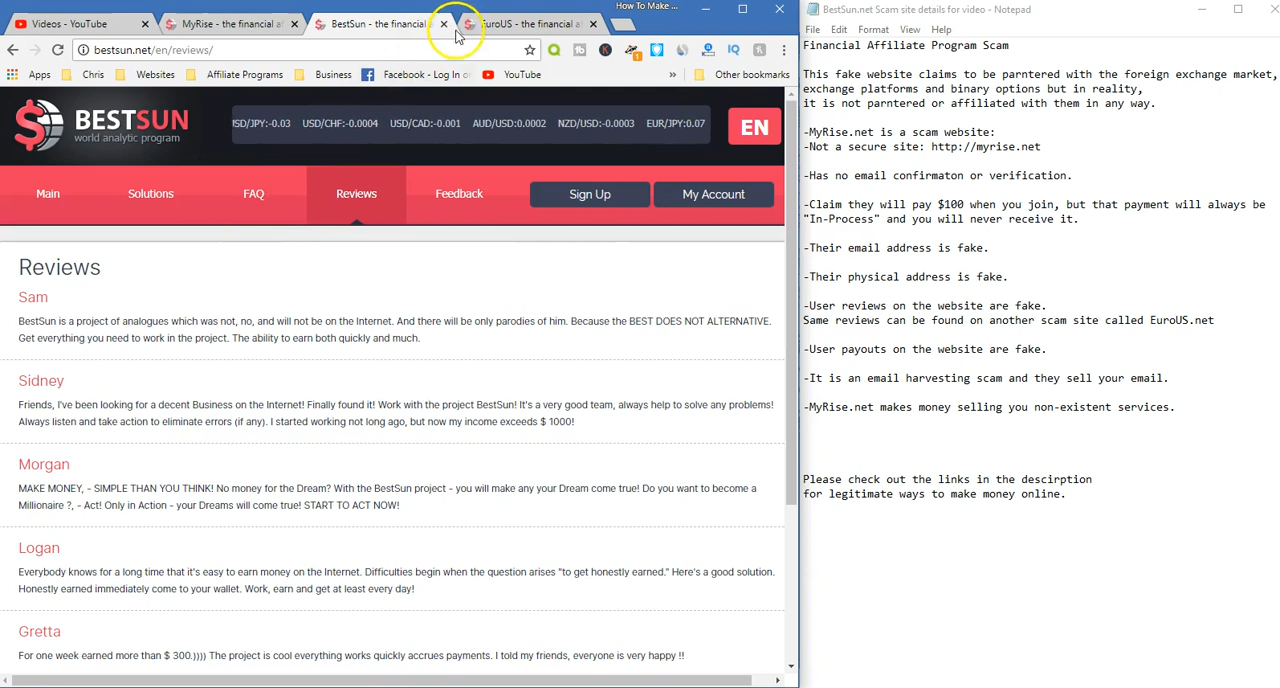 How To Make ...
Videos - YouTube
MyRise - the financial a
BestSun - the financial
EuroUS - the financial a
bestsun.net/en/reviews/
Apps
Chris
Websites
Affiliate Programs
Business
Facebook - Log In o
YouTube
»
Other bookmarks
BESTSUN
world analytic program
USD/JPY:-0.03 USD/CHF:-0.0004 USD/CAD:-0.001 AUD/USD:0.0002 NZD/USD:-0.0003 EUR/JPY:0.07
EN
Main
Solutions
FAQ
Reviews
Feedback
Sign Up
My Account
Reviews
Sam
BestSun is a project of analogues which was not, no, and will not be on the Internet. And there will be only parodies of him. Because the BEST DOES NOT ALTERNATIVE.
Get everything you need to work in the project. The ability to earn both quickly and much.
Sidney
Friends, I've been looking for a decent Business on the Internet! Finally found it! Work with the project BestSun! It's a very good team, always help to solve any problems!
Always listen and take action to eliminate errors (if any). I started working not long ago, but now my income exceeds $ 1000!
Morgan
MAKE MONEY, - SIMPLE THAN YOU THINK! No money for the Dream? With the BestSun project - you will make any your Dream come true! Do you want to become a
Millionaire ?, - Act! Only in Action - your Dreams will come true! START TO ACT NOW!
Logan
Everybody knows for a long time that it's easy to earn money on the Internet. Difficulties begin when the question arises "to get honestly earned." Here's a good solution.
Honestly earned immediately come to your wallet. Work, earn and get at least every day!
Gretta
For one week earned more than $ 300.)))) The project is cool everything works quickly accrues payments. I told my friends, everyone is very happy !!
BestSun.net Scam site details for video - Notepad
File Edit Format View Help
Financial Affiliate Program Scam
This fake website claims to be parntered with the foreign exchange market,
exchange platforms and binary options but in reality,
it is not parntered or affiliated with them in any way.
-MyRise.net is a scam website:
-Not a secure site: http://myrise.net
-Has no email confirmaton or verification.
-Claim they will pay $100 when you join, but that payment will always be
"In-Process" and you will never receive it.
-Their email address is fake.
-Their physical address is fake.
-User reviews on the website are fake.
Same reviews can be found on another scam site called EuroUS.net
-User payouts on the website are fake.
-It is an email harvesting scam and they sell your email.
-MyRise.net makes money selling you non-existent services.
Please check out the links in the descirption
for legitimate ways to make money online.